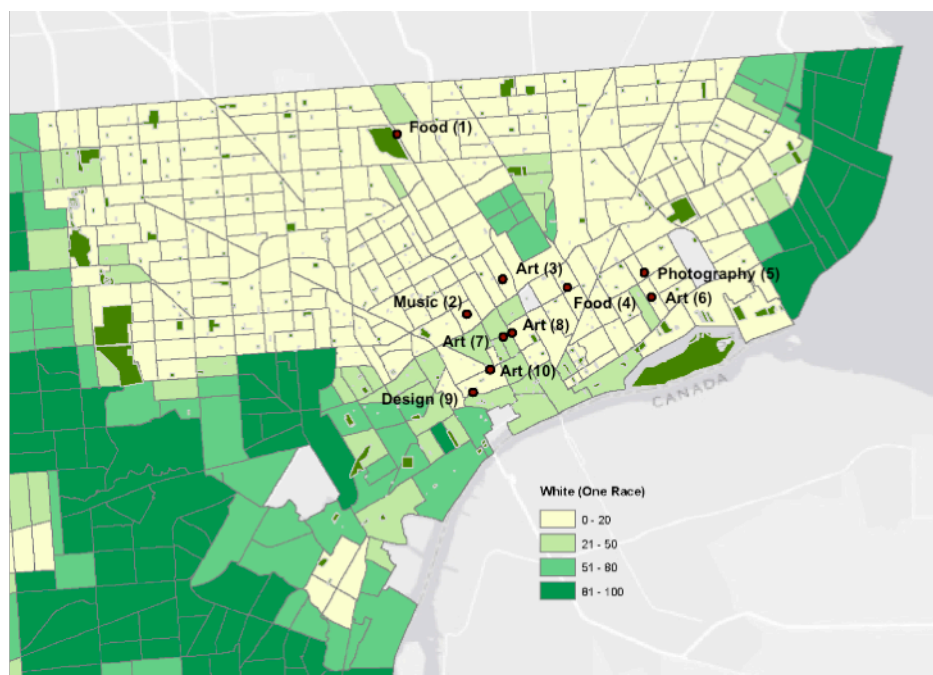 Food (1)
Art (3)
Photography (5)
Music (2)
Food (4)
Art (6)
Art (8)
Art (7)
Art (10)
Design (9)
CANADA
White (One Race)
0 - 20
21 - 50
51 - 80
81 - 100